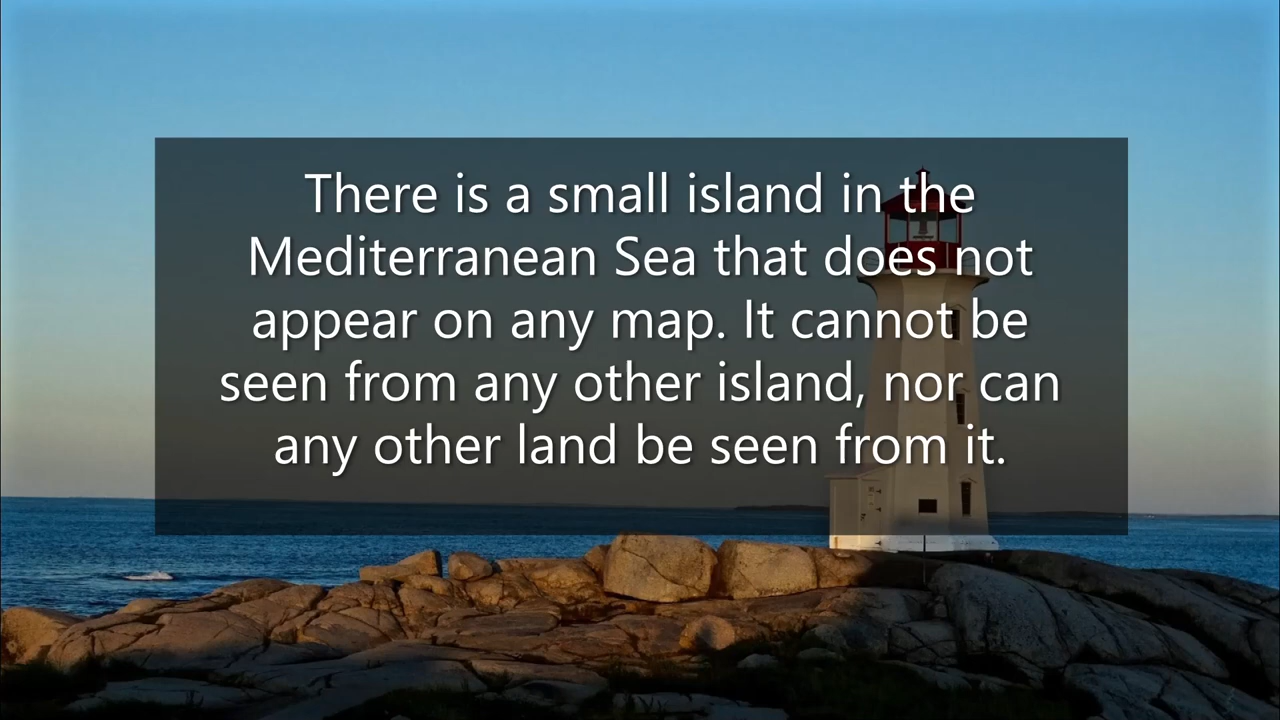 There is a small island in the
Mediterranean Sea that does not
appear on any map. It cannot be
seen from any other island, nor can
any other land be seen from it.